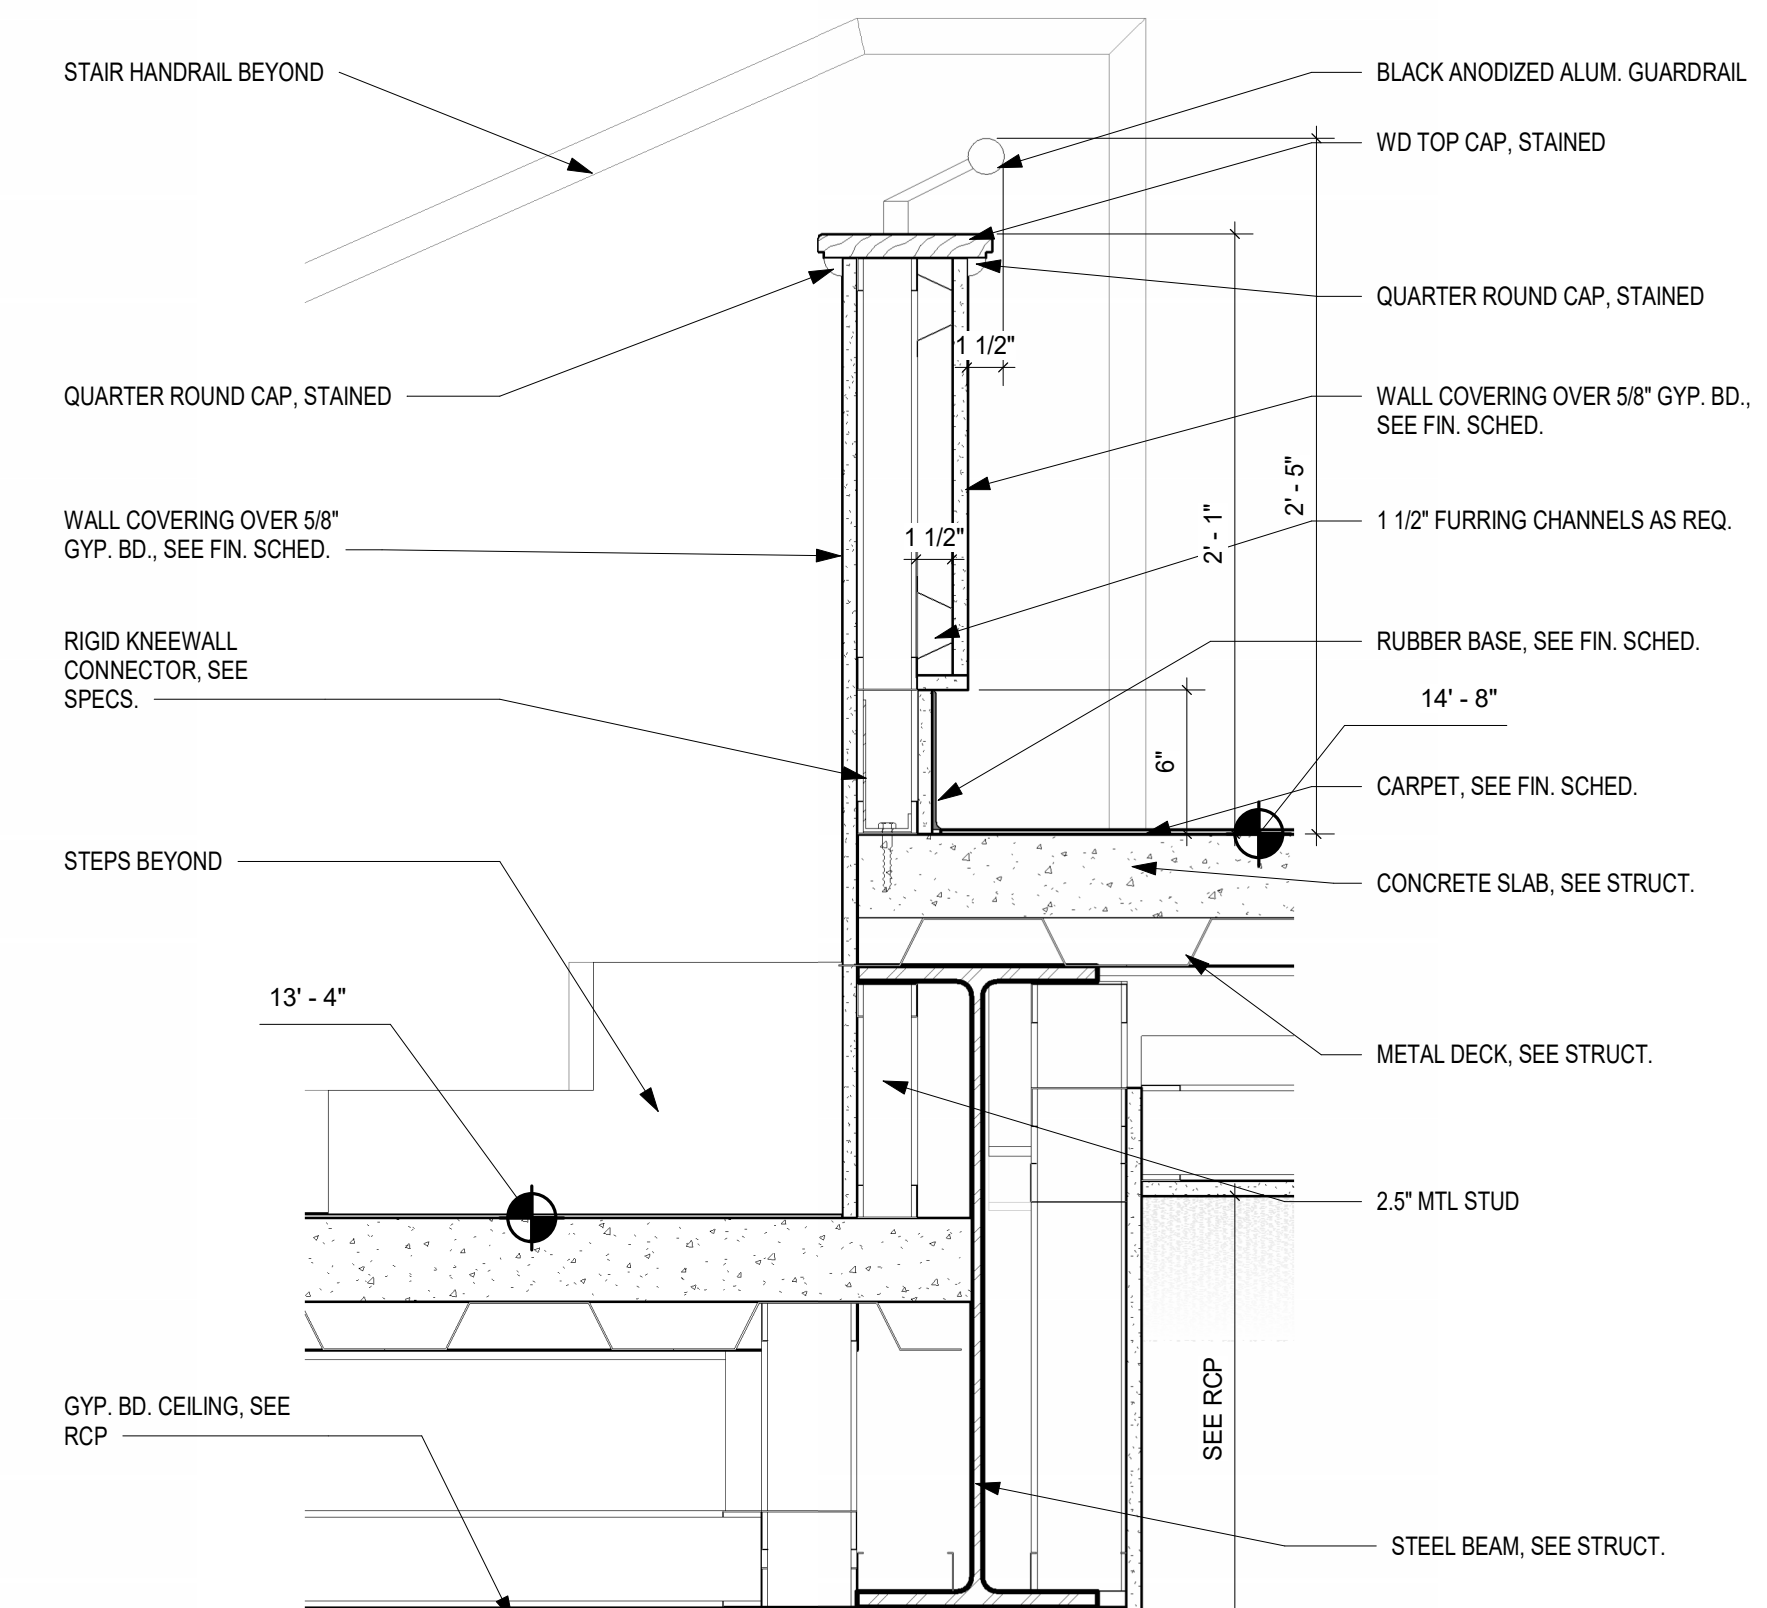 STAIR HANDRAIL BEYOND
BLACK ANODIZED ALUM. GUARDRAIL
WD TOP CAP, STAINED
QUARTER ROUND CAP, STAINED
1 1/2"
QUARTER ROUND CAP, STAINED
WALL COVERING OVER 5/8" GYP. BD.,
SEE FIN. SCHED.
2' - 5"
2' - 1"
WALL COVERING OVER 5/8"
GYP. BD., SEE FIN. SCHED.
1 1/2"
1 1/2" FURRING CHANNELS AS REQ.
RIGID KNEEWALL
CONNECTOR, SEE
SPECS.
RUBBER BASE, SEE FIN. SCHED.
14' - 8"
6"
CARPET, SEE FIN. SCHED.
STEPS BEYOND
CONCRETE SLAB, SEE STRUCT.
13' - 4"
METAL DECK, SEE STRUCT.
2.5" MTL STUD
SEE RCP
GYP. BD. CEILING, SEE
RCP
STEEL BEAM, SEE STRUCT.